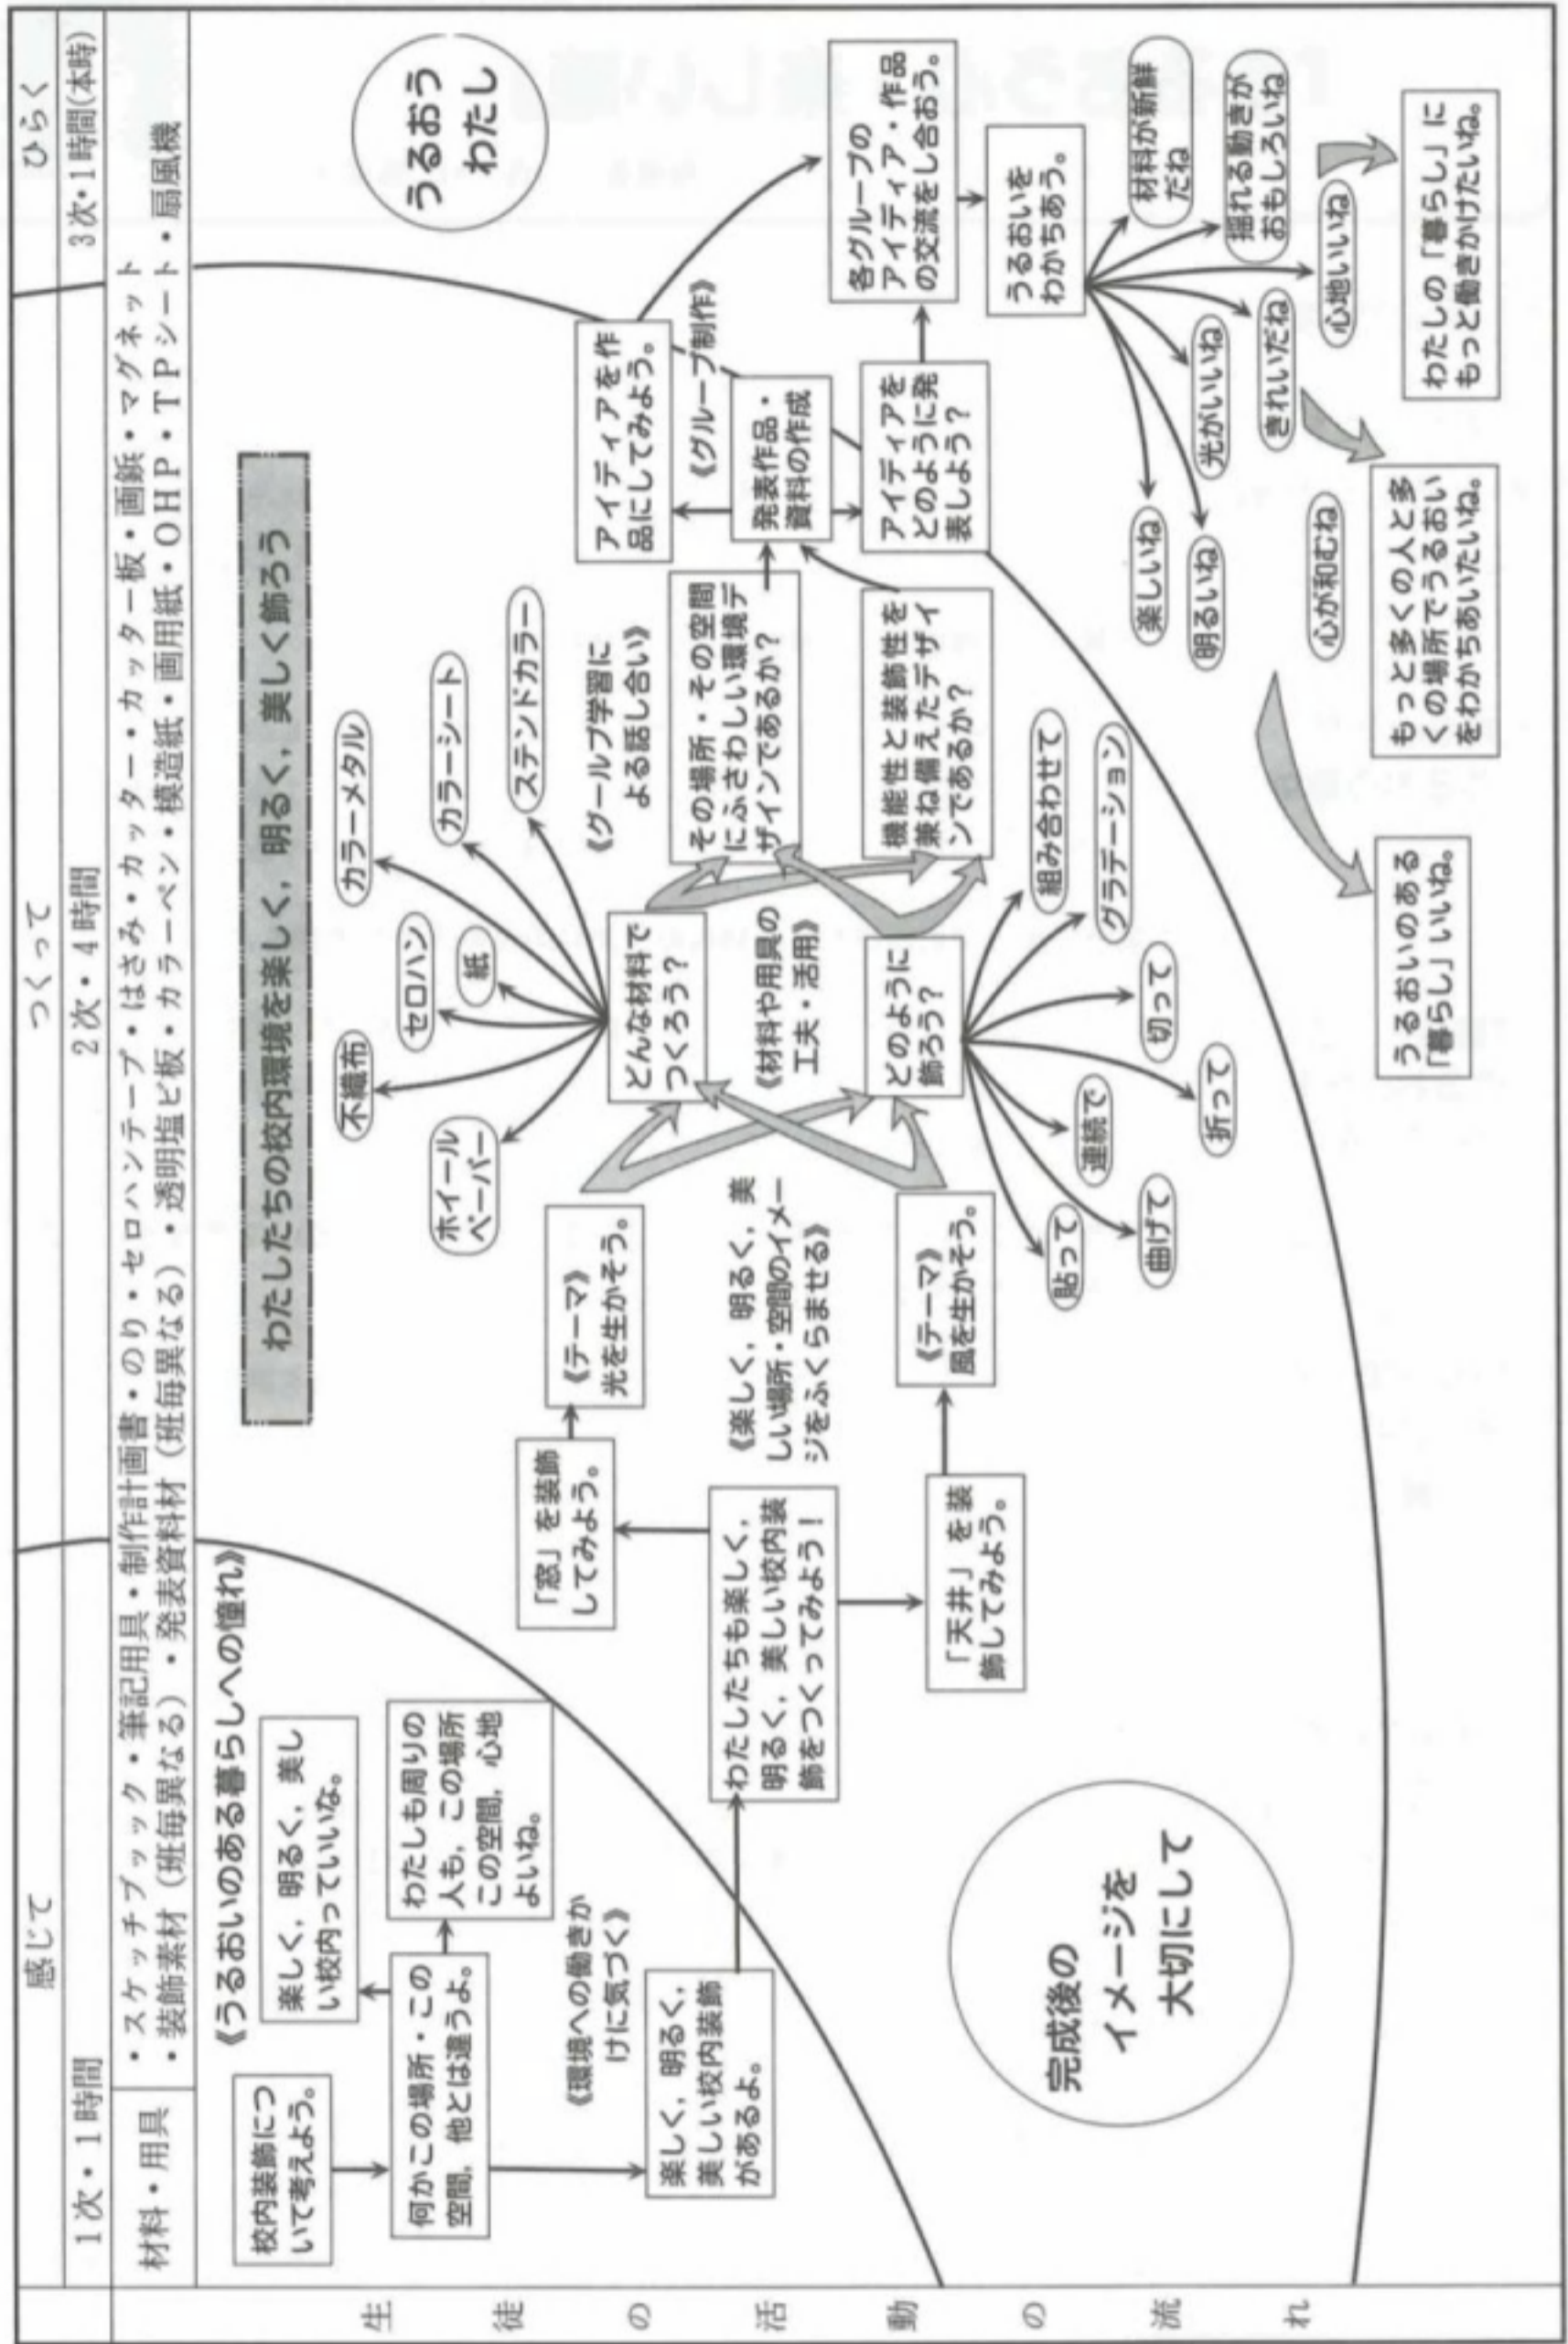 感じて
つくって
ひらく
1次・1時間
2次・4時間
3次・1時間(本時)
材料・用具
・スケッチブック・筆記用具・制作計画書・のり・セロハンテープ・はさみ・カッター・カッター板・画鋲・マグネット
・装飾素材(班毎異なる)・発表資料材(班毎異なる)・透明塩ビ板・カラーペン・模造紙・画用紙・OHP・TPシート・扇風機
生徒の活動の流れ
わたしたちの校内環境を楽しく,明るく,美しく飾ろう
校内装飾につ
いて考えよう。
《うるおいのある暮らしへの憧れ》
楽しく,明るく,美し
い校内っていいな。
何かこの場所・この
空間,他とは違うよ。
わたしも周りの
人も,この場所
この空間,心地
よいね。
《環境への働きか
けに気づく》
楽しく,明るく,
美しい校内装飾
があるよ。
わたしたちも楽しく,
明るく,美しい校内装
飾をつくってみよう!
「窓」を装飾
してみよう。
「天井」を装
飾してみよう。
《テーマ》
光を生かそう。
《楽しく,明るく,美
しい場所・空間のイメー
ジをふくらませる》
《テーマ》
風を生かそう。
完成後の
イメージを
大切にして
どんな材料で
つくろう?
ホイール
ペーパー
不織布
セロハン
紙
カラーメタル
カラーシート
ステンドカラー
《材料や用具の
工夫・活用》
どのように
飾ろう?
貼って
曲げて
連続で
折って
切って
グラデーション
組み合わせて
《グールプ学習に
よる話し合い》
その場所・その空間
にふさわしい環境デ
ザインであるか?
機能性と装飾性を
兼ね備えたデザイ
ンであるか?
アイディアを作
品にしてみよう。
《グループ制作》
発表作品・
資料の作成
アイディアを
どのように発
表しよう?
うるおう
わたし
各グループの
アイディア・作品
の交流をし合おう。
うるおいを
わかちあう。
楽しいね
明るいね
光がいいね
きれいだね
心地いいね
揺れる動きが
おもしろいね
材料が新鮮
だね
心が和むね
うるおいのある
「暮らし」いいね。
もっと多くの人と多
くの場所でうるおい
をわかちあいたいね。
わたしの「暮らし」に
もっと働きかけたいね。